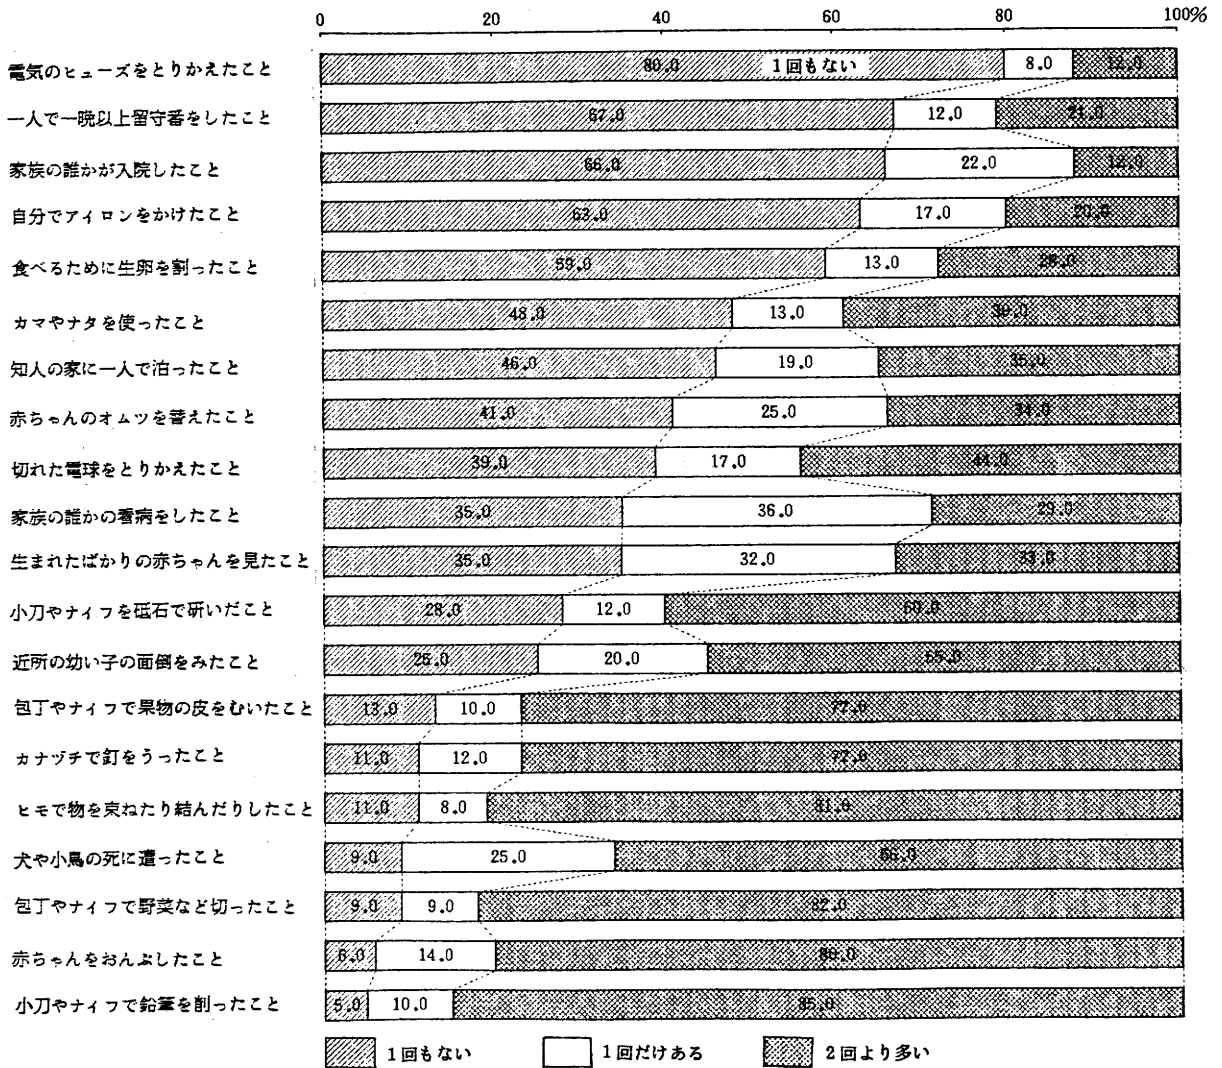 0 20 40 60 80 100%
電気のヒューズをとりかえたこと 80.0 1回もない 8.0 12.0
一人で一晩以上留守番をしたこと 67.0 12.0 21.0
家族の誰かが入院したこと 66.0 22.0 12.0
自分でアイロンをかけたこと 63.0 17.0 20.0
食べるために生卵を割ったこと 59.0 13.0 28.0
カマやナタを使ったこと 48.0 13.0 39.0
知人の家に一人で泊ったこと 46.0 19.0 35.0
赤ちゃんのオムツを替えたこと 41.0 25.0 34.0
切れた電球をとりかえたこと 39.0 17.0 44.0
家族の誰かの看病をしたこと 35.0 36.0 29.0
生まれたばかりの赤ちゃんを見たこと 35.0 32.0 33.0
小刀やナイフを砥石で研いだこと 28.0 12.0 60.0
近所の幼い子の面倒をみたこと 25.0 20.0 55.0
包丁やナイフで果物の皮をむいたこと 13.0 10.0 77.0
カナヅチで釘をうったこと 11.0 12.0 77.0
ヒモで物を束ねたり結んだりしたこと 11.0 8.0 81.0
犬や小鳥の死に遭ったこと 9.0 25.0 66.0
包丁やナイフで野菜など切ったこと 9.0 9.0 82.0
赤ちゃんをおんぶしたこと 6.0 14.0 80.0
小刀やナイフで鉛筆を削ったこと 5.0 10.0 85.0
1回もない 1回だけある 2回より多い